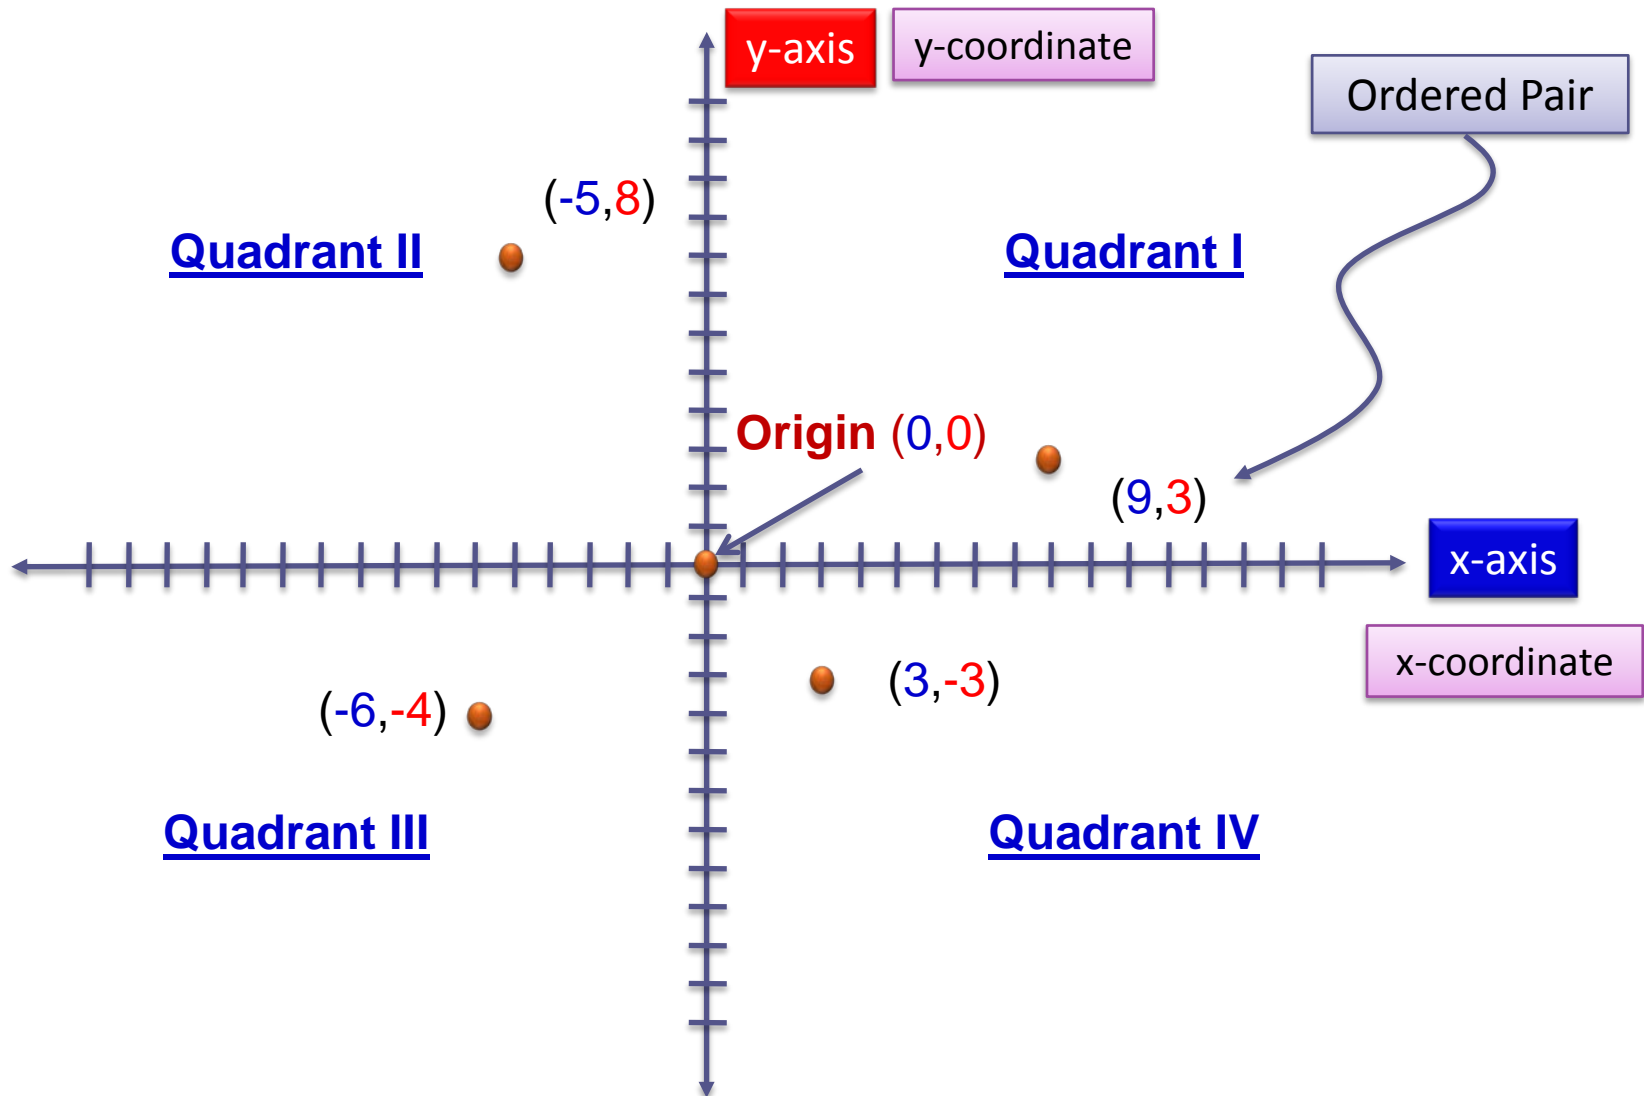 y-axis
y-coordinate
Ordered Pair
(-5,8)
Quadrant II
Quadrant I
Origin (0,0)
(9,3)
x-axis
x-coordinate
(3,-3)
(-6,-4)
Quadrant III
Quadrant IV